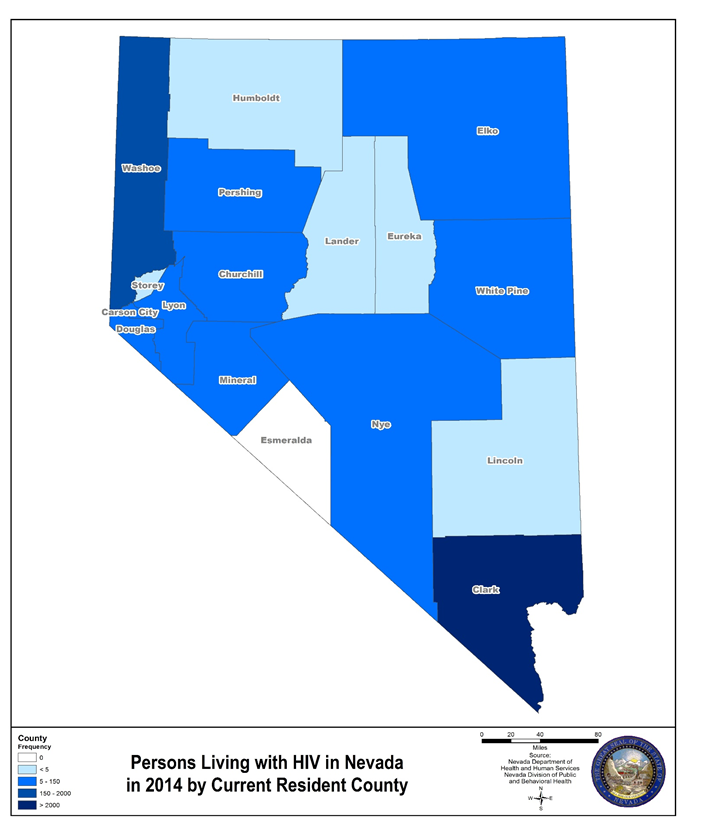 Humboldt
Elko
Washoe
Pershing
Lander
Eureka
Churchill
Storey
White Pine
Lyon
Carson City
Douglas
Mineral
Nye
Esmeralda
Lincoln
Clark
County
Frequency
0
< 5
5 - 150
150 - 2000
> 2000
Persons Living with HIV in Nevada
in 2014 by Current Resident County
0 20 40 80
Miles
Source:
Nevada Department of
Health and Human Services
Nevada Division of Public
and Behavioral Health
N
W E
S